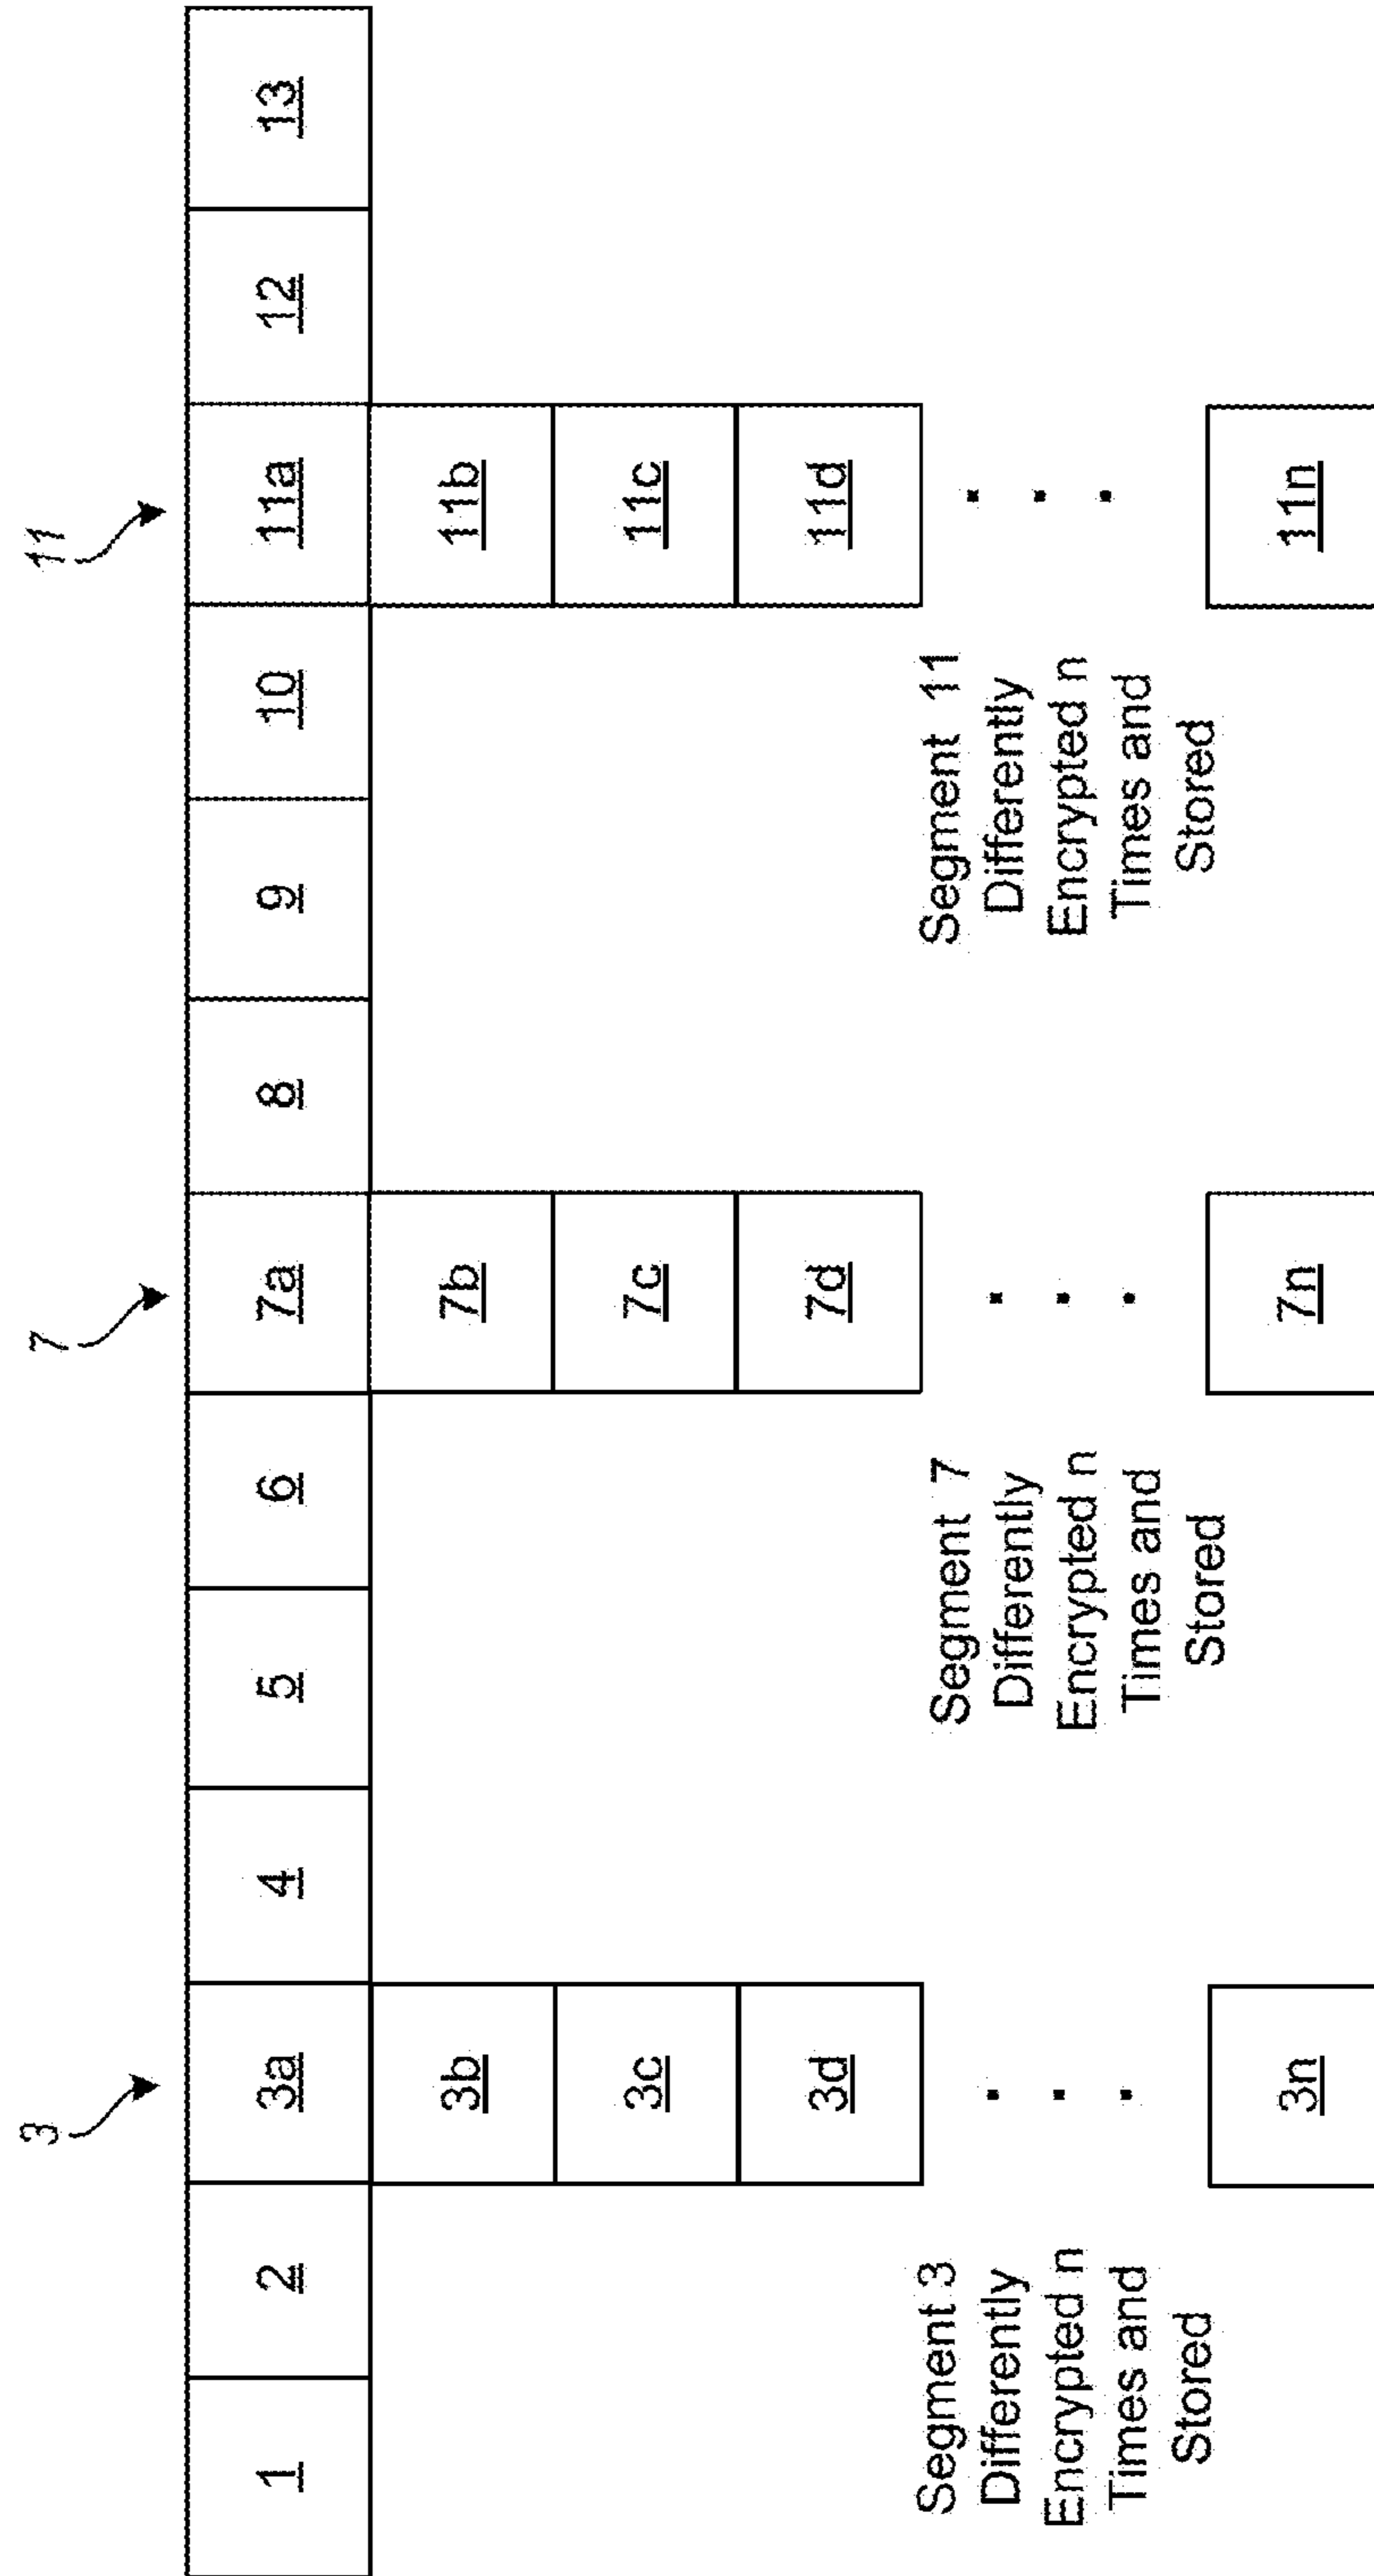 3
7
11
1
2
3a
4
5
6
7a
8
9
10
11a
12
13
3b
7b
11b
3c
7c
11c
3d
7d
11d
Segment 3
Differently
Encrypted n
Times and
Stored
Segment 7
Differently
Encrypted n
Times and
Stored
Segment 11
Differently
Encrypted n
Times and
Stored
3n
7n
11n